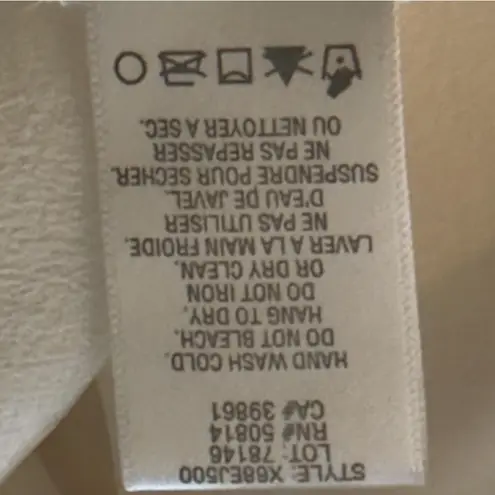 STYLE: X68EJ500
LOT: 78146
RN# 50814
CA# 39861
HAND WASH COLD.
DO NOT BLEACH.
HANG TO DRY.
DO NOT IRON
OR DRY CLEAN.
LAVER A LA MAIN FROIDE.
NE PAS UTILISER
D'EAU DE JAVEL.
SUSPENDRE POUR SECHER.
NE PAS REPASSER
OU NETTOYER A SEC.